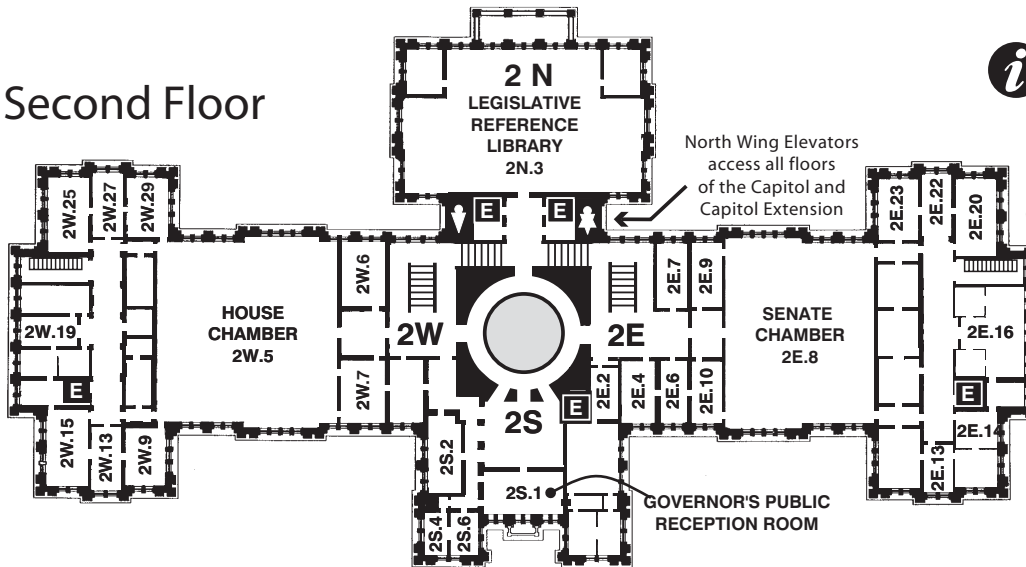 Second Floor
i
2 N
LEGISLATIVE
REFERENCE
LIBRARY
2N.3
North Wing Elevators
access all floors
of the Capitol and
Capitol Extension
E
E
2W.25
2W.27
2W.29
2W.6
2E.7
2E.9
2E.23
2E.22
2E.20
2W.19
HOUSE
CHAMBER
2W.5
2W
2E
SENATE
CHAMBER
2E.8
2E.16
E
2W.7
2E.2
2E.4
2E.6
2E.10
E
E
2W.15
2W.13
2W.9
2S.2
2S
2E.13
2E.14
2S.1
GOVERNOR'S PUBLIC
RECEPTION ROOM
2S.4
2S.6